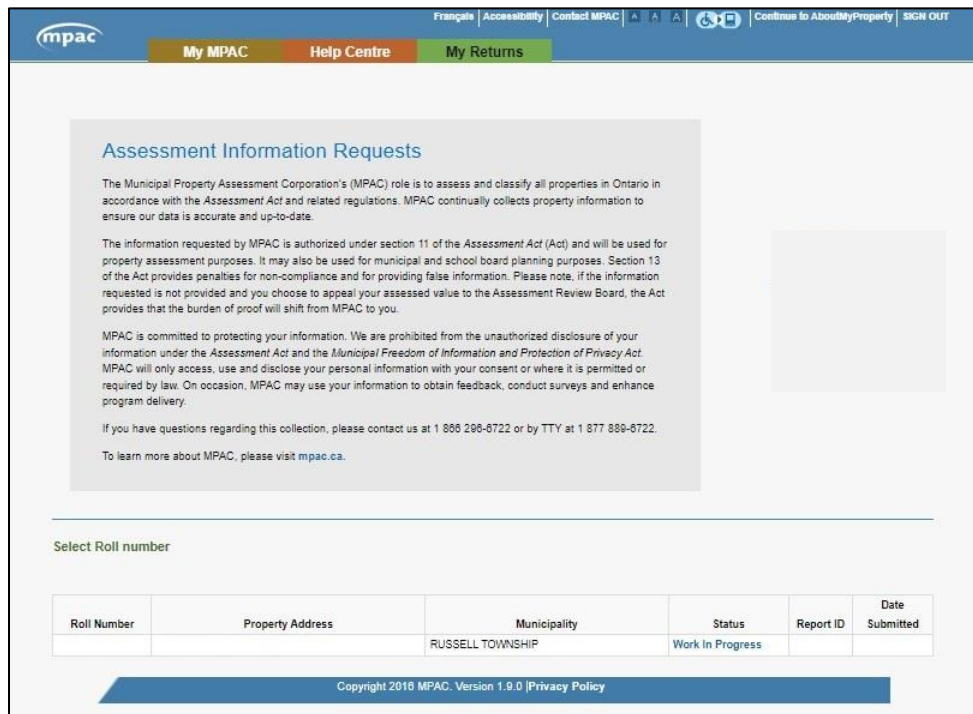 Français | Accessibility | Contact MPAC | A A A | Continue to AboutMyProperty | SIGN OUT
mpac
My MPAC Help Centre My Returns
Assessment Information Requests
The Municipal Property Assessment Corporation's (MPAC) role is to assess and classify all properties in Ontario in
accordance with the Assessment Act and related regulations. MPAC continually collects property information to
ensure our data is accurate and up-to-date.
The information requested by MPAC is authorized under section 11 of the Assessment Act (Act) and will be used for
property assessment purposes. It may also be used for municipal and school board planning purposes. Section 13
of the Act provides penalties for non-compliance and for providing false information. Please note, if the information
requested is not provided and you choose to appeal your assessed value to the Assessment Review Board, the Act
provides that the burden of proof will shift from MPAC to you.
MPAC is committed to protecting your information. We are prohibited from the unauthorized disclosure of your
information under the Assessment Act and the Municipal Freedom of Information and Protection of Privacy Act.
MPAC will only access, use and disclose your personal information with your consent or where it is permitted or
required by law. On occasion, MPAC may use your information to obtain feedback, conduct surveys and enhance
program delivery.
If you have questions regarding this collection, please contact us at 1 866 296-6722 or by TTY at 1 877 889-6722.
To learn more about MPAC, please visit mpac.ca.
Select Roll number
Roll Number Property Address Municipality Status Report ID Date Submitted
RUSSELL TOWNSHIP Work In Progress
Copyright 2016 MPAC. Version 1.9.0 |Privacy Policy